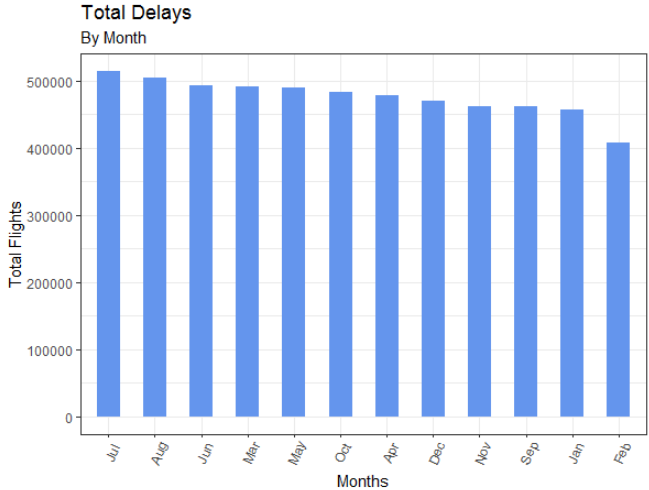 Total Delays
By Month
Total Flights
500000
400000
300000
200000
100000
0
Jul Aug Jun Mar May Oct Apr Dec Nov Sep Jan Feb
Months